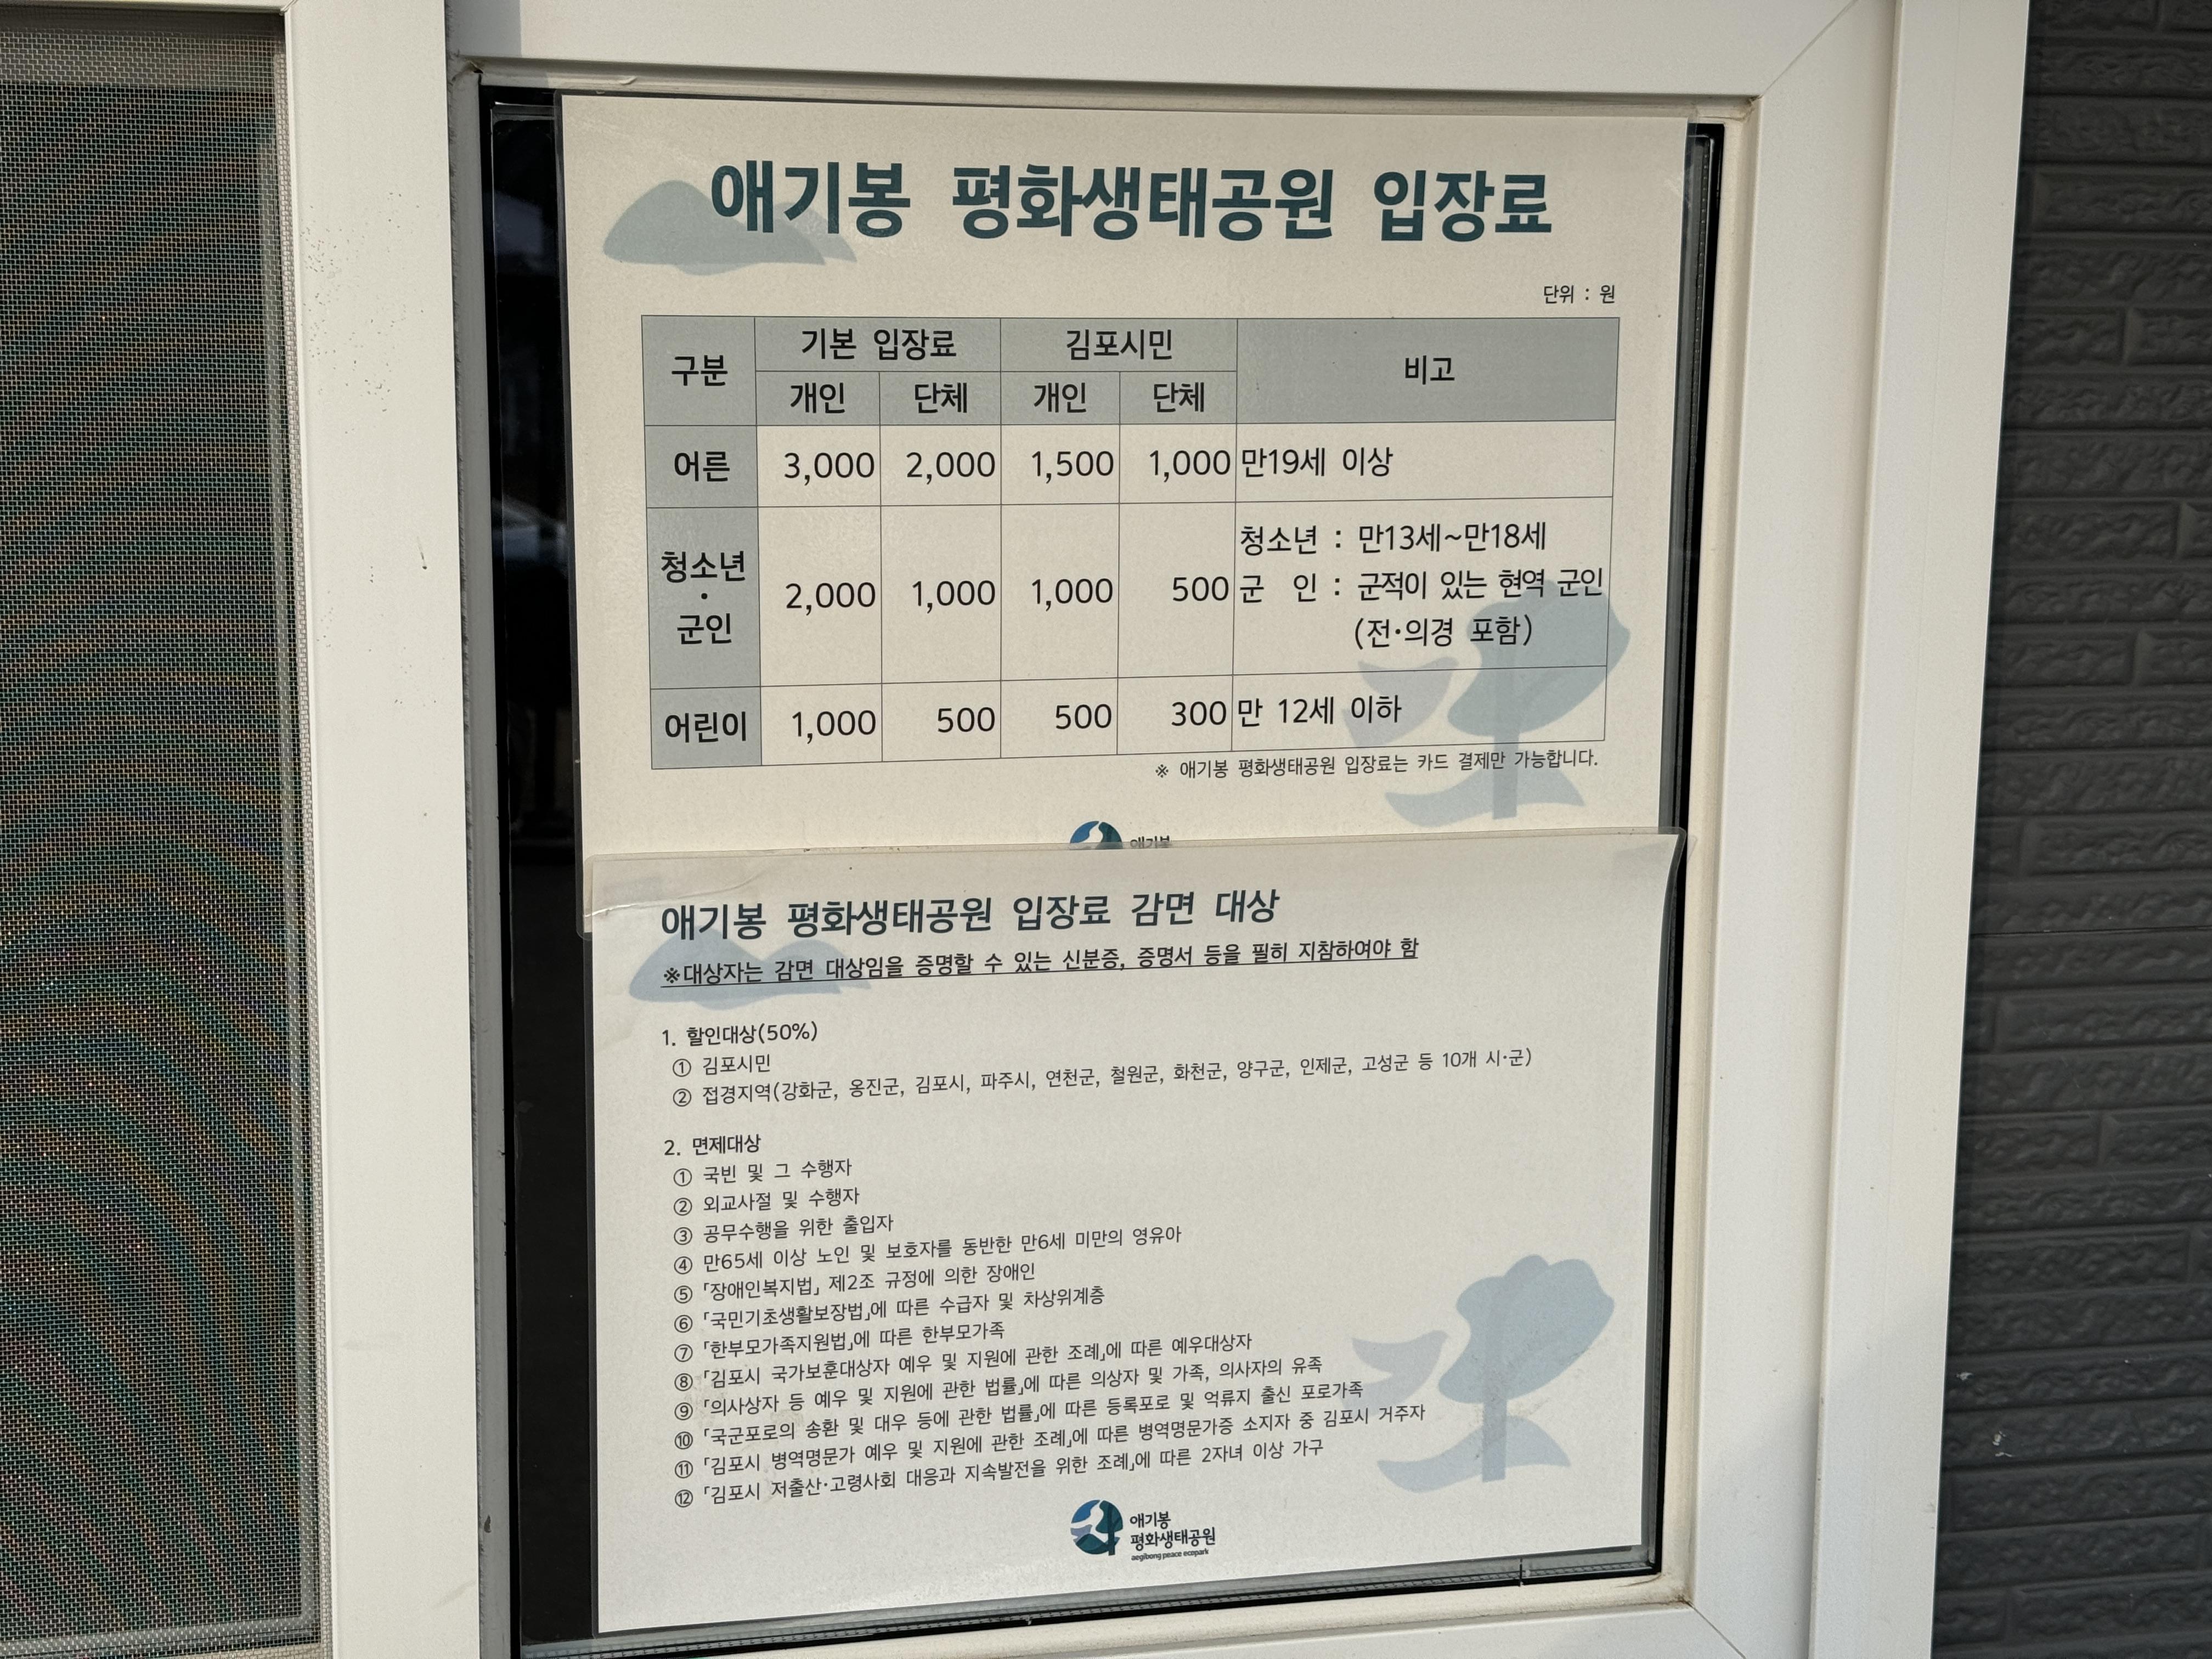 애기봉 평화생태공원 입장료
단위 : 원
구분 기본 입장료 김포시민 비고
개인 단체 개인 단체
어른 3,000 2,000 1,500 1,000 만19세 이상
청소년 · 군인 2,000 1,000 1,000 500 청소년 : 만13세~만18세
군 인 : 군적이 있는 현역 군인
(전·의경 포함)
어린이 1,000 500 500 300 만 12세 이하
※ 애기봉 평화생태공원 입장료는 카드 결제만 가능합니다.
애기봉
애기봉 평화생태공원 입장료 감면 대상
※대상자는 감면 대상임을 증명할 수 있는 신분증, 증명서 등을 필히 지참하여야 함
1. 할인대상(50%)
① 김포시민
② 접경지역(강화군, 옹진군, 김포시, 파주시, 연천군, 철원군, 화천군, 양구군, 인제군, 고성군 등 10개 시·군)
2. 면제대상
① 국빈 및 그 수행자
② 외교사절 및 수행자
③ 공무수행을 위한 출입자
④ 만65세 이상 노인 및 보호자를 동반한 만6세 미만의 영유아
⑤ ｢장애인복지법｣ 제2조 규정에 의한 장애인
⑥ ｢국민기초생활보장법｣에 따른 수급자 및 차상위계층
⑦ ｢한부모가족지원법｣에 따른 한부모가족
⑧ ｢김포시 국가보훈대상자 예우 및 지원에 관한 조례｣에 따른 예우대상자
⑨ ｢의사상자 등 예우 및 지원에 관한 법률｣에 따른 의상자 및 가족, 의사자의 유족
⑩ ｢국군포로의 송환 및 대우 등에 관한 법률｣에 따른 등록포로 및 억류지 출신 포로가족
⑪ ｢김포시 병역명문가 예우 및 지원에 관한 조례｣에 따른 병역명문가증 소지자 중 김포시 거주자
⑫ ｢김포시 저출산·고령사회 대응과 지속발전을 위한 조례｣에 따른 2자녀 이상 가구
애기봉
평화생태공원
aegibong peace ecopark